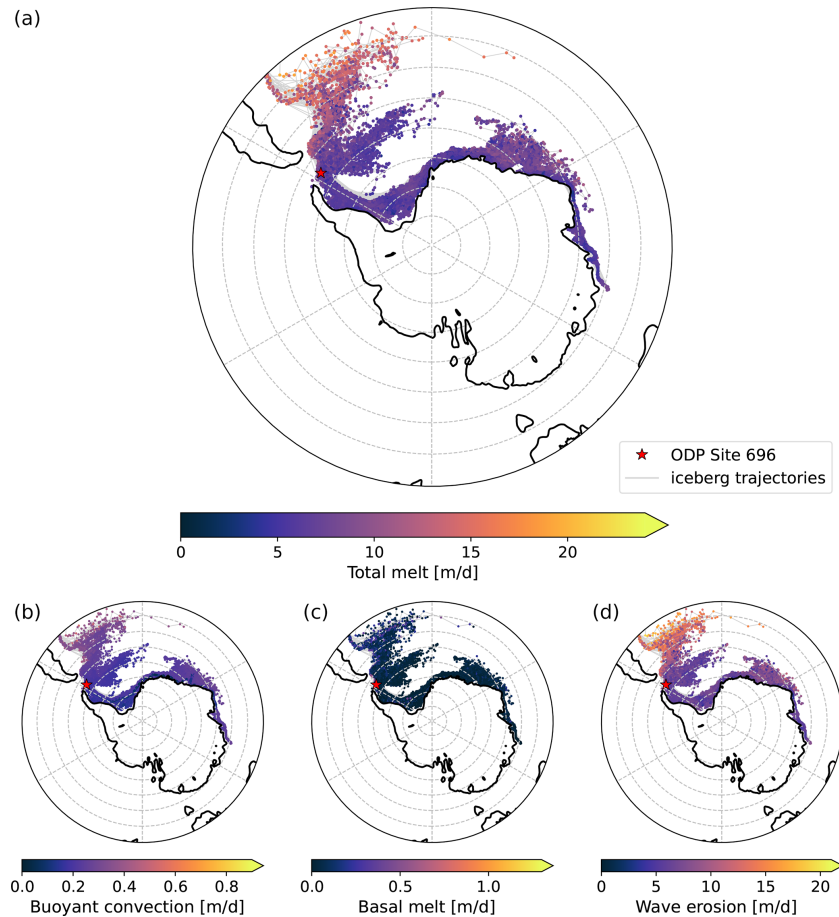 (a)
ODP Site 696
iceberg trajectories
0 5 10 15 20
Total melt [m/d]
(b) (c) (d)
0.0 0.2 0.4 0.6 0.8 0.0 0.5 1.0 0 5 10 15 20
Buoyant convection [m/d] Basal melt [m/d] Wave erosion [m/d]